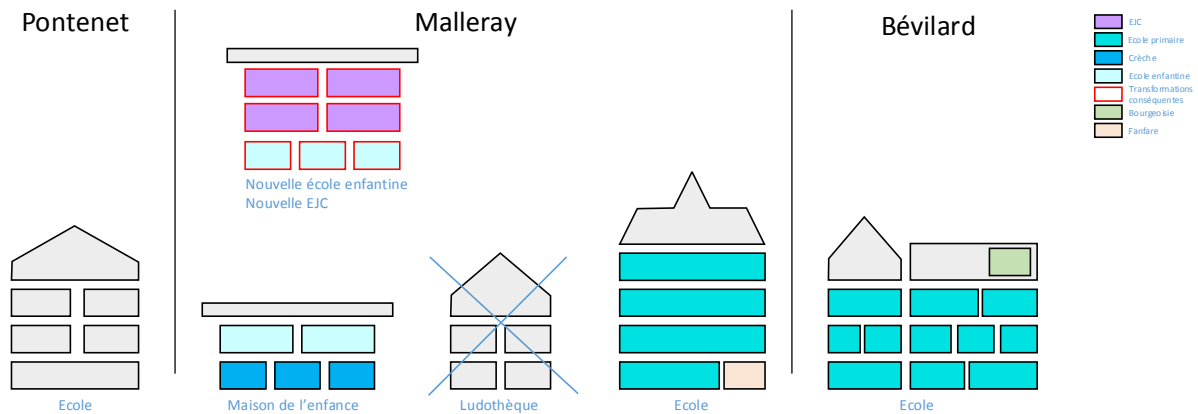 Pontenet
Malleray
Bévilard
EJC
Ecole primaire
Crèche
Ecole enfantine
Transformations
conséquentes
Bourgeoisie
Fanfare
Nouvelle école enfantine
Nouvelle EJC
Ecole
Maison de l'enfance
Ludothèque
Ecole
Ecole